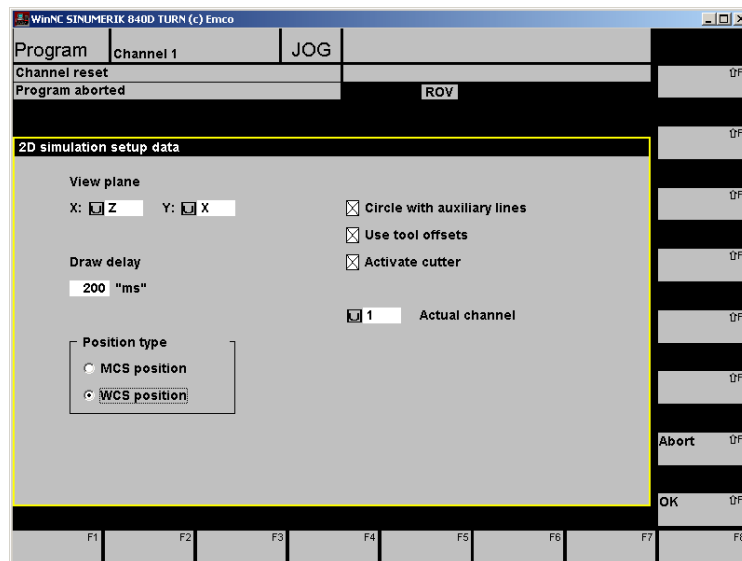 WinNC SINUMERIK 840D TURN (c) Emco
Program Channel 1 JOG
Channel reset
Program aborted ROV
2D simulation setup data
View plane
X: Z Y: X
Circle with auxiliary lines
Use tool offsets
Draw delay
Activate cutter
200 "ms"
1 Actual channel
Position type
MCS position
WCS position
⇧F
⇧F
⇧F
⇧F
⇧F
⇧F
Abort ⇧F
OK ⇧F
F1 F2 F3 F4 F5 F6 F7 F8